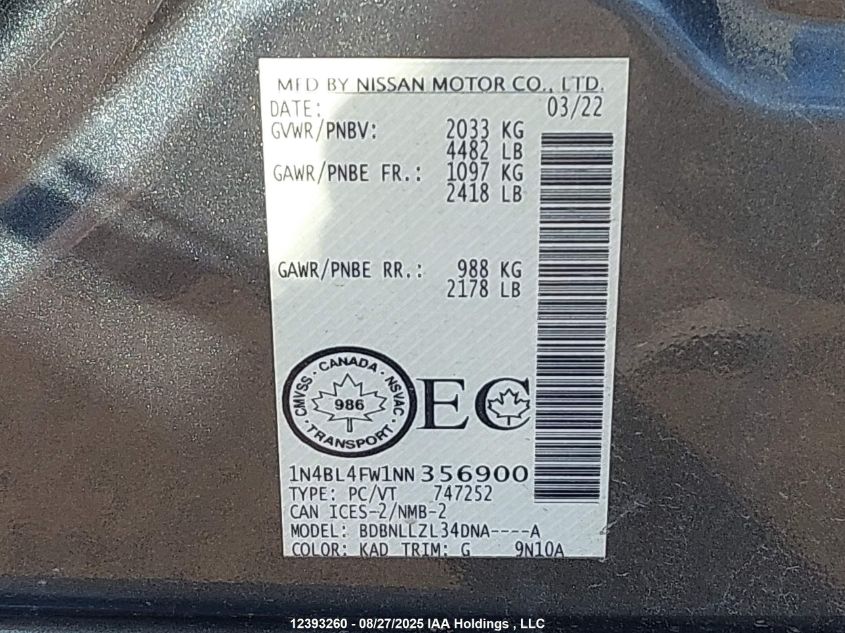 MFD BY NISSAN MOTOR CO., LTD.
DATE: 03/22
GVWR/PNBV: 2033 KG
4482 LB
GAWR/PNBE FR.: 1097 KG
2418 LB
GAWR/PNBE RR.: 988 KG
2178 LB
CMVSS · CANADA · NSVAC · TRANSPORT ·
986
EC
1N4BL4FW1NN356900
TYPE: PC/VT 747252
CAN ICES-2/NMB-2
MODEL: BDBNLLZL34DNA----A
COLOR: KAD TRIM: G 9N10A
12393260 - 08/27/2025 IAA Holdings , LLC